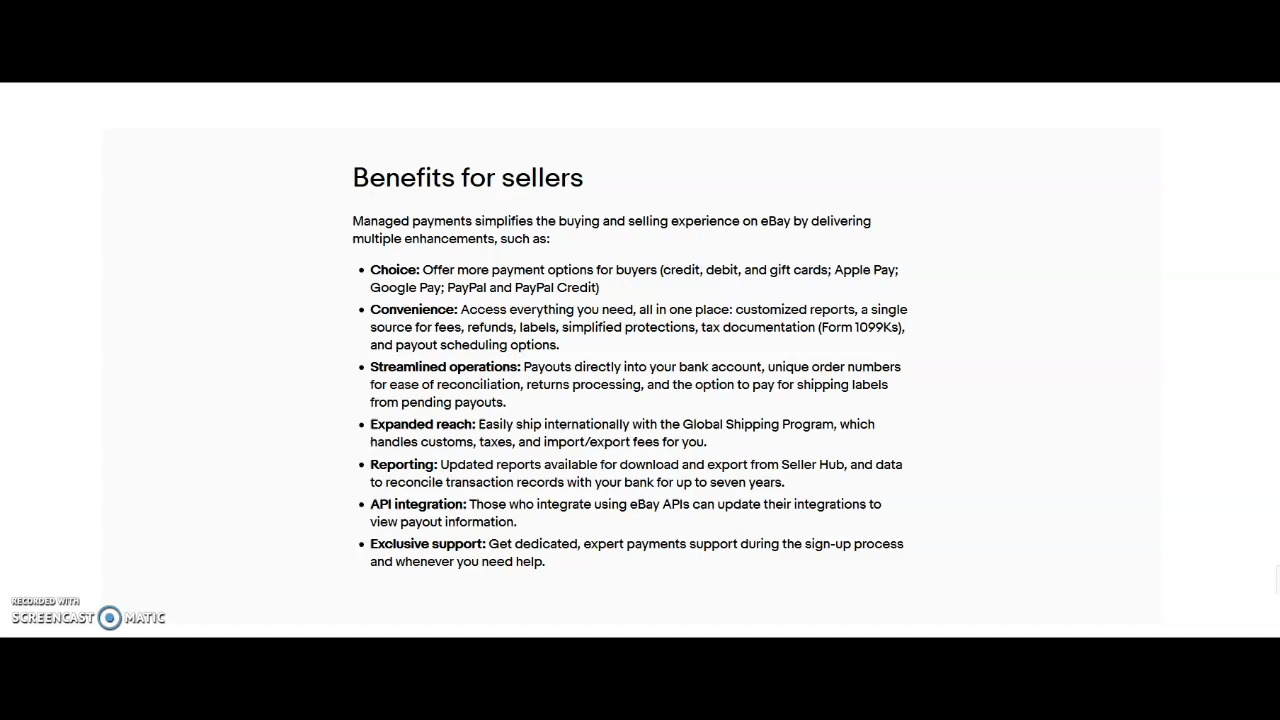 Benefits for sellers
Managed payments simplifies the buying and selling experience on eBay by delivering
multiple enhancements, such as:
• Choice: Offer more payment options for buyers (credit, debit, and gift cards; Apple Pay;
Google Pay; PayPal and PayPal Credit)
• Convenience: Access everything you need, all in one place: customized reports, a single
source for fees, refunds, labels, simplified protections, tax documentation (Form 1099Ks),
and payout scheduling options.
• Streamlined operations: Payouts directly into your bank account, unique order numbers
for ease of reconciliation, returns processing, and the option to pay for shipping labels
from pending payouts.
• Expanded reach: Easily ship internationally with the Global Shipping Program, which
handles customs, taxes, and import/export fees for you.
• Reporting: Updated reports available for download and export from Seller Hub, and data
to reconcile transaction records with your bank for up to seven years.
• API integration: Those who integrate using eBay APIs can update their integrations to
view payout information.
• Exclusive support: Get dedicated, expert payments support during the sign-up process
and whenever you need help.
RECORDED WITH
SCREENCAST MATIC